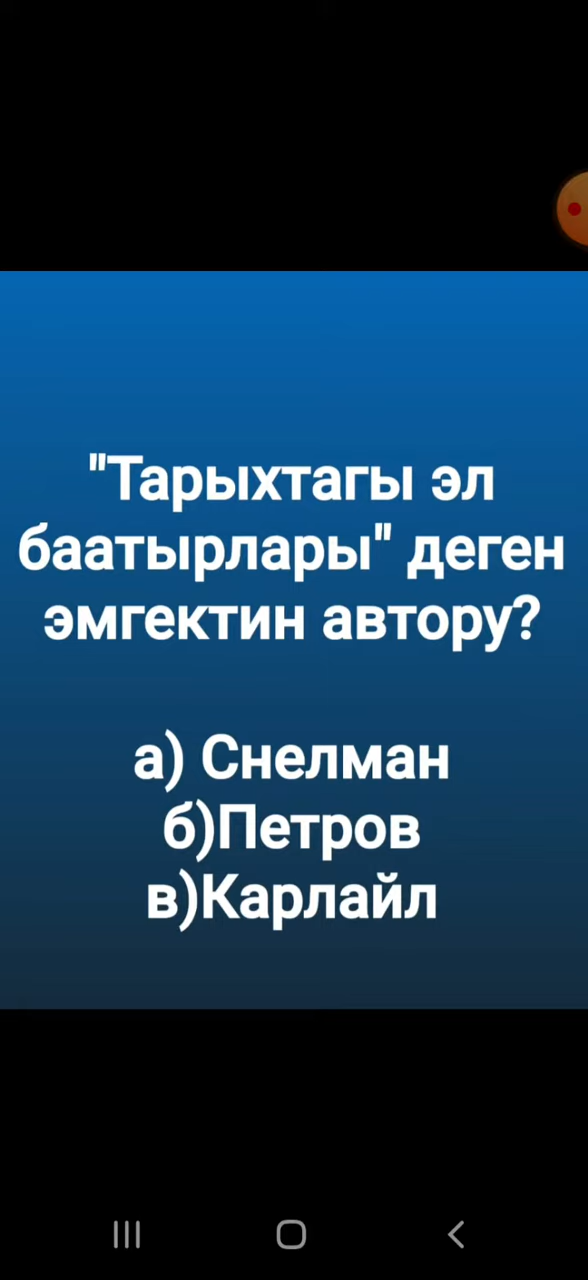 "Тарыхтагы эл
баатырлары" деген
эмгектин автору?
а) Снелман
б)Петров
в)Карлайл